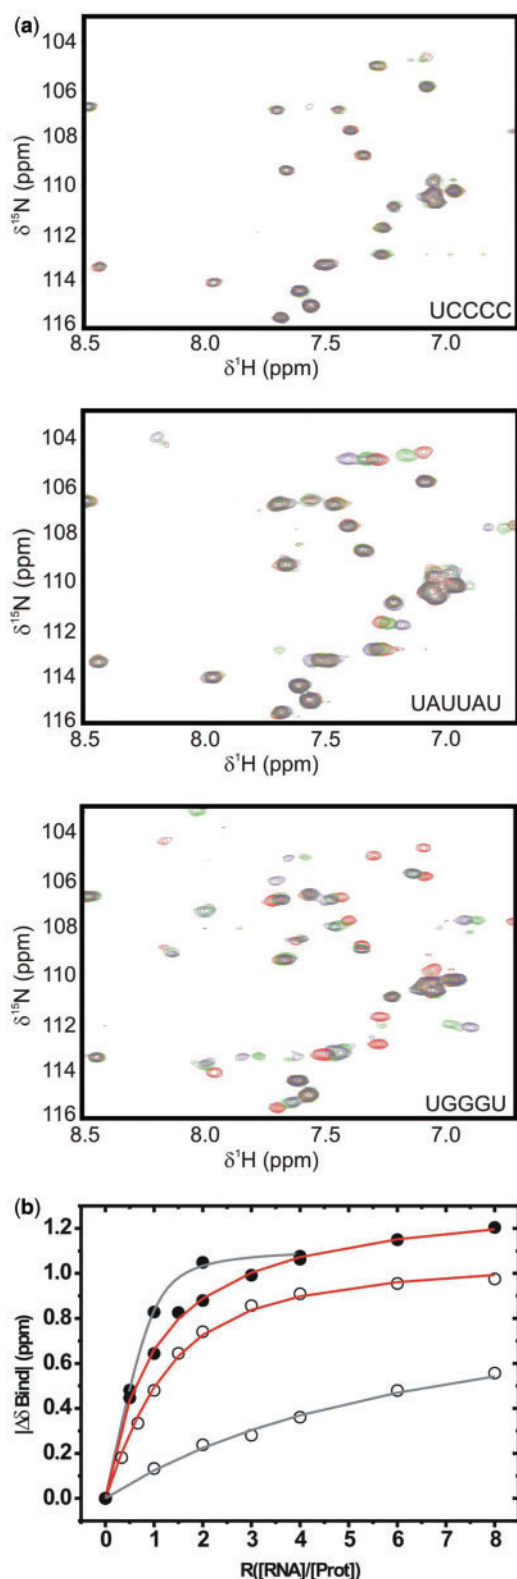 (a)
104
106
108
110
112
114
116
δ¹⁵N (ppm)
UCCCC
8.5 8.0 7.5 7.0
δ¹H (ppm)
104
106
108
110
112
114
116
δ¹⁵N (ppm)
UAUUAU
8.5 8.0 7.5 7.0
δ¹H (ppm)
104
106
108
110
112
114
116
δ¹⁵N (ppm)
UGGGU
8.5 8.0 7.5 7.0
δ¹H (ppm)
(b)
1.2
1.0
0.8
0.6
0.4
0.2
0.0
|Δδ Bind| (ppm)
0 1 2 3 4 5 6 7 8
R([RNA]/[Prot])